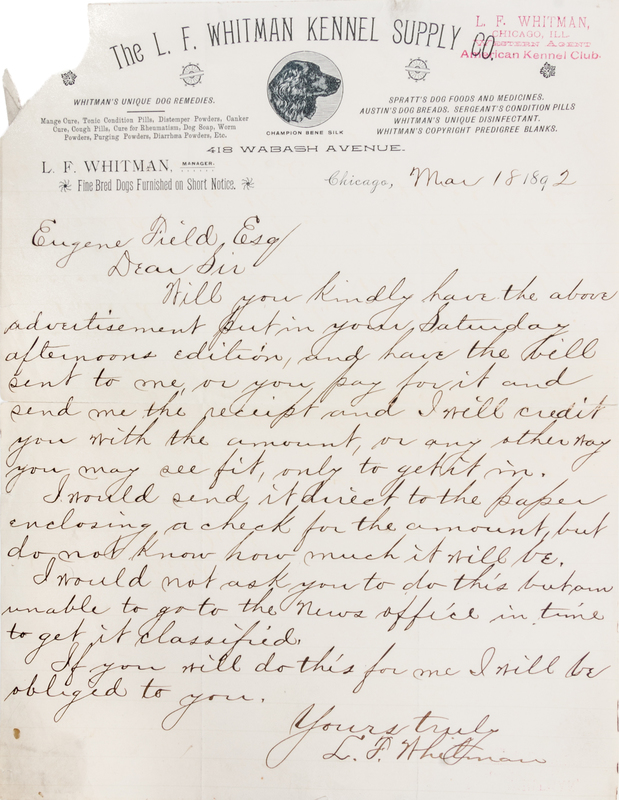 The L. F. WHITMAN KENNEL SUPPLY CO
L. F. WHITMAN,
CHICAGO, ILL.
WESTERN AGENT
American Kennel Club.
WHITMAN'S UNIQUE DOG REMEDIES.
Mange Cure, Tonic Condition Pills, Distemper Powders, Canker
Cure, Cough Pills, Cure for Rheumatism, Dog Soap, Worm
Powders, Purging Powders, Diarrhœa Powders, Etc.
CHAMPION BENE SILK
SPRATT'S DOG FOODS AND MEDICINES.
AUSTIN'S DOG BREADS. SERGEANT'S CONDITION PILLS
WHITMAN'S UNIQUE DISINFECTANT.
WHITMAN'S COPYRIGHT PREDIGREE BLANKS.
418 WABASH AVENUE.
L. F. WHITMAN, MANAGER.
Fine Bred Dogs Furnished on Short Notice.
Chicago, Mar 18 1892
Eugene Field, Esq
Dear Sir
Will you kindly have the above
advertisement put in your Saturday
afternoons edition, and have the bill
sent to me, or you pay for it and
send me the receipt and I will credit
you with the amount, or any other way
you may see fit, only to get it in.
I would send it direct to the paper
enclosing a check for the amount, but
do not know how much it will be.
I would not ask you to do this but am
unable to go to the News office in time
to get it classified.
If you will do this for me I will be
obliged to you.
Yours truly
L. F. Whitman